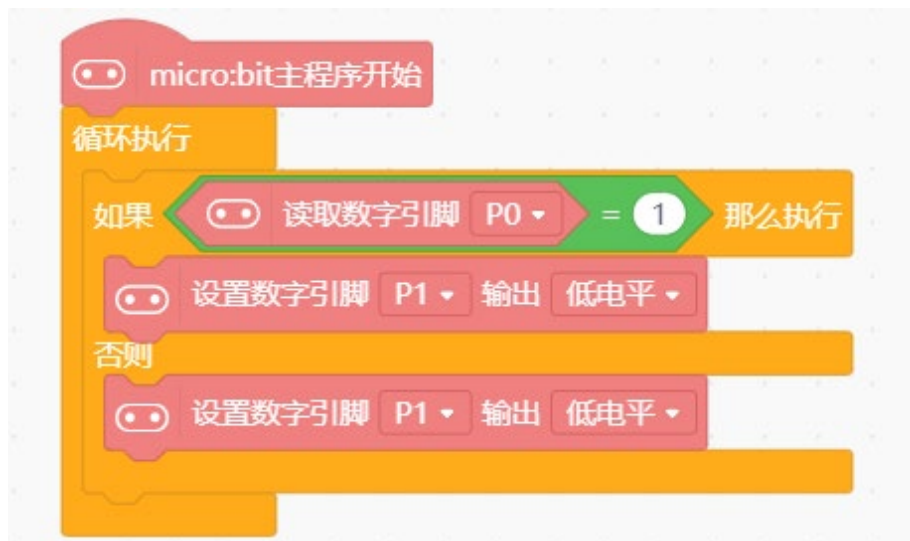 micro:bit主程序开始
循环执行
如果 读取数字引脚 P0 = 1 那么执行
设置数字引脚 P1 输出 低电平
否则
设置数字引脚 P1 输出 低电平